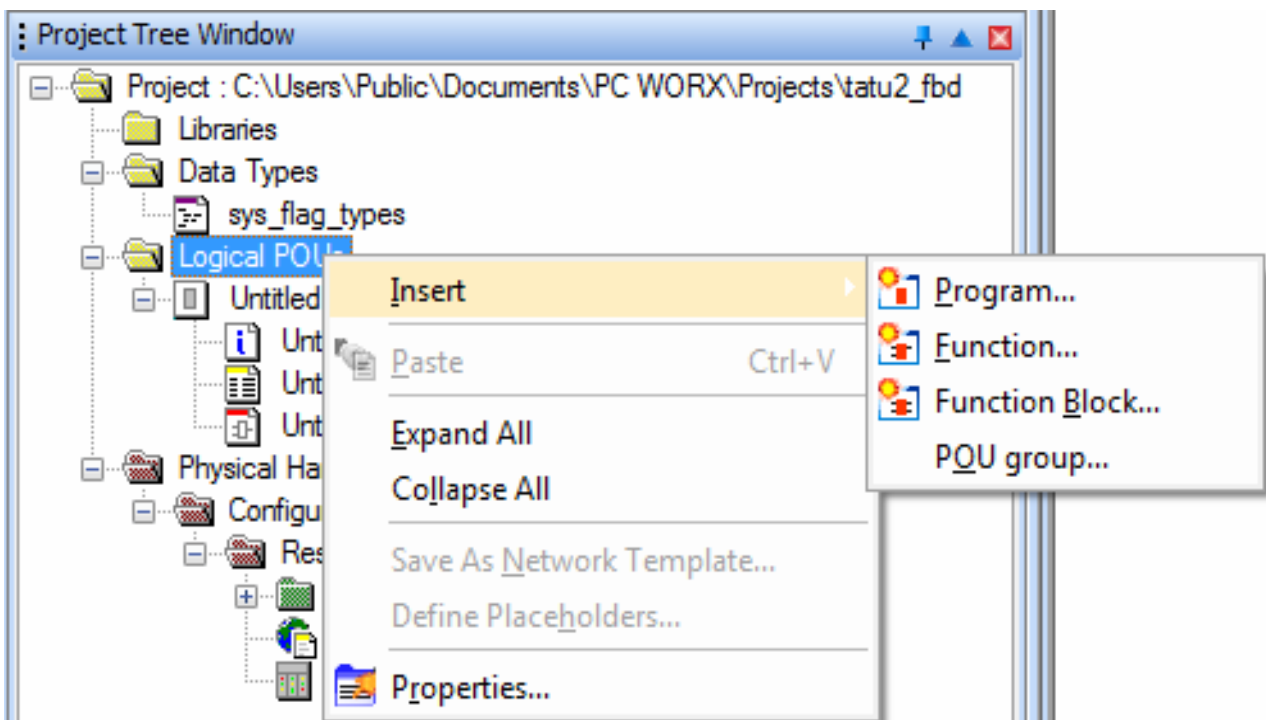 Project Tree Window
Project : C:\Users\Public\Documents\PC WORX\Projects\tatu2_fbd
Libraries
Data Types
sys_flag_types
Logical POUs
Untitled
Unt
Unt
Unt
Physical Ha
Configu
Res
Insert
Paste Ctrl+V
Expand All
Collapse All
Save As Network Template...
Define Placeholders...
Properties...
Program...
Function...
Function Block...
POU group...